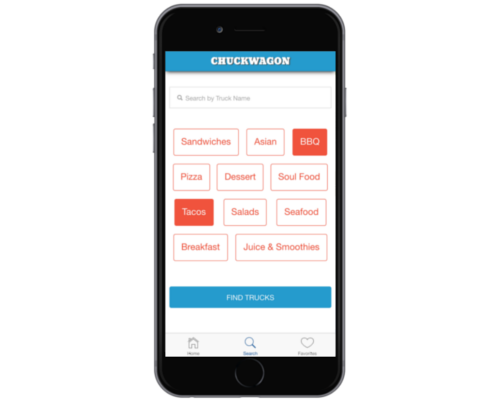 CHUCKWAGON
Search by Truck Name
Sandwiches Asian BBQ
Pizza Dessert Soul Food
Tacos Salads Seafood
Breakfast Juice & Smoothies
FIND TRUCKS
Home Search Favorites